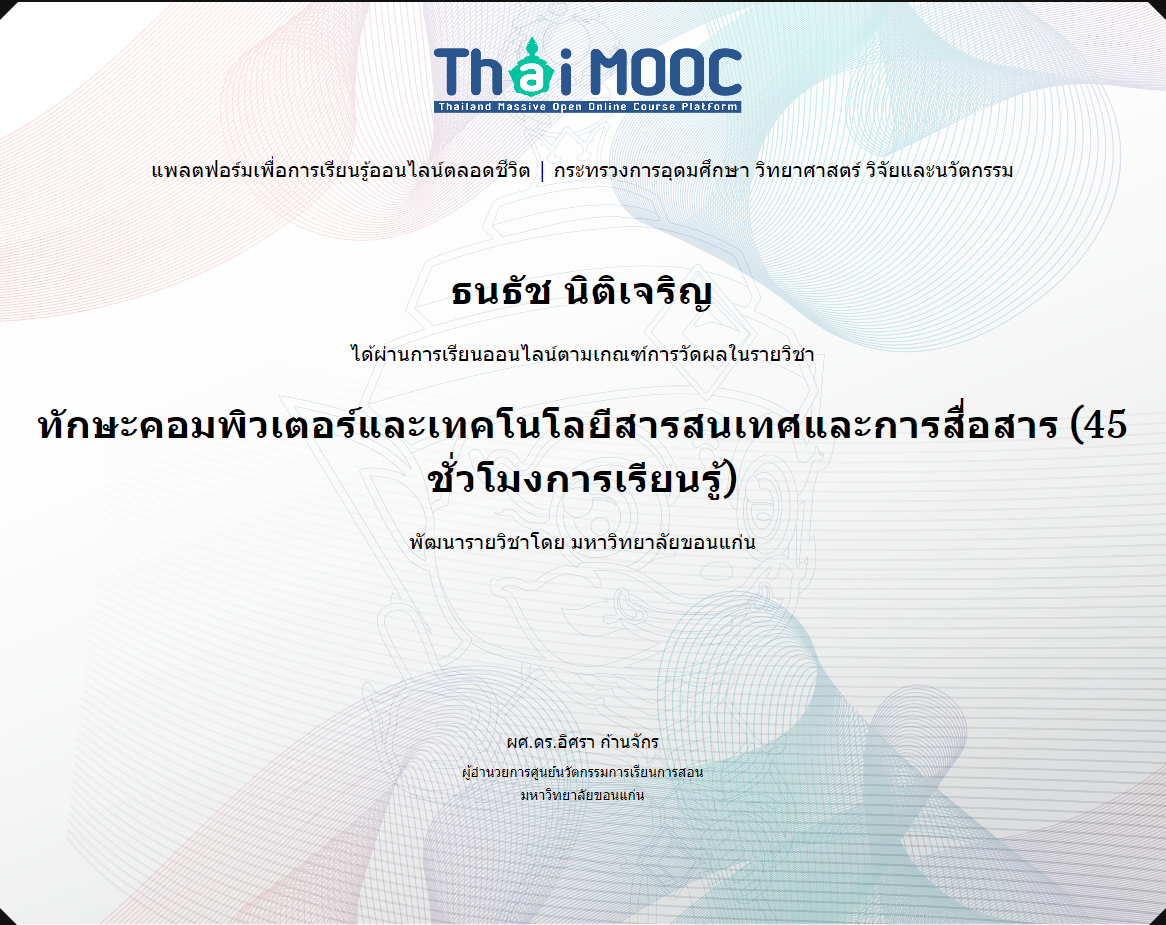 Thai MOOC
Thailand Massive Open Online Course Platform
แพลตฟอร์มเพื่อการเรียนรู้ออนไลน์ตลอดชีวิต | กระทรวงการอุดมศึกษา วิทยาศาสตร์ วิจัยและนวัตกรรม
ธนธัช นิติเจริญ
ได้ผ่านการเรียนออนไลน์ตามเกณฑ์การวัดผลในรายวิชา
ทักษะคอมพิวเตอร์และเทคโนโลยีสารสนเทศและการสื่อสาร (45
ชั่วโมงการเรียนรู้)
พัฒนารายวิชาโดย มหาวิทยาลัยขอนแก่น
ผศ.ดร.อิศรา ก้านจักร
ผู้อำนวยการศูนย์นวัตกรรมการเรียนการสอน
มหาวิทยาลัยขอนแก่น